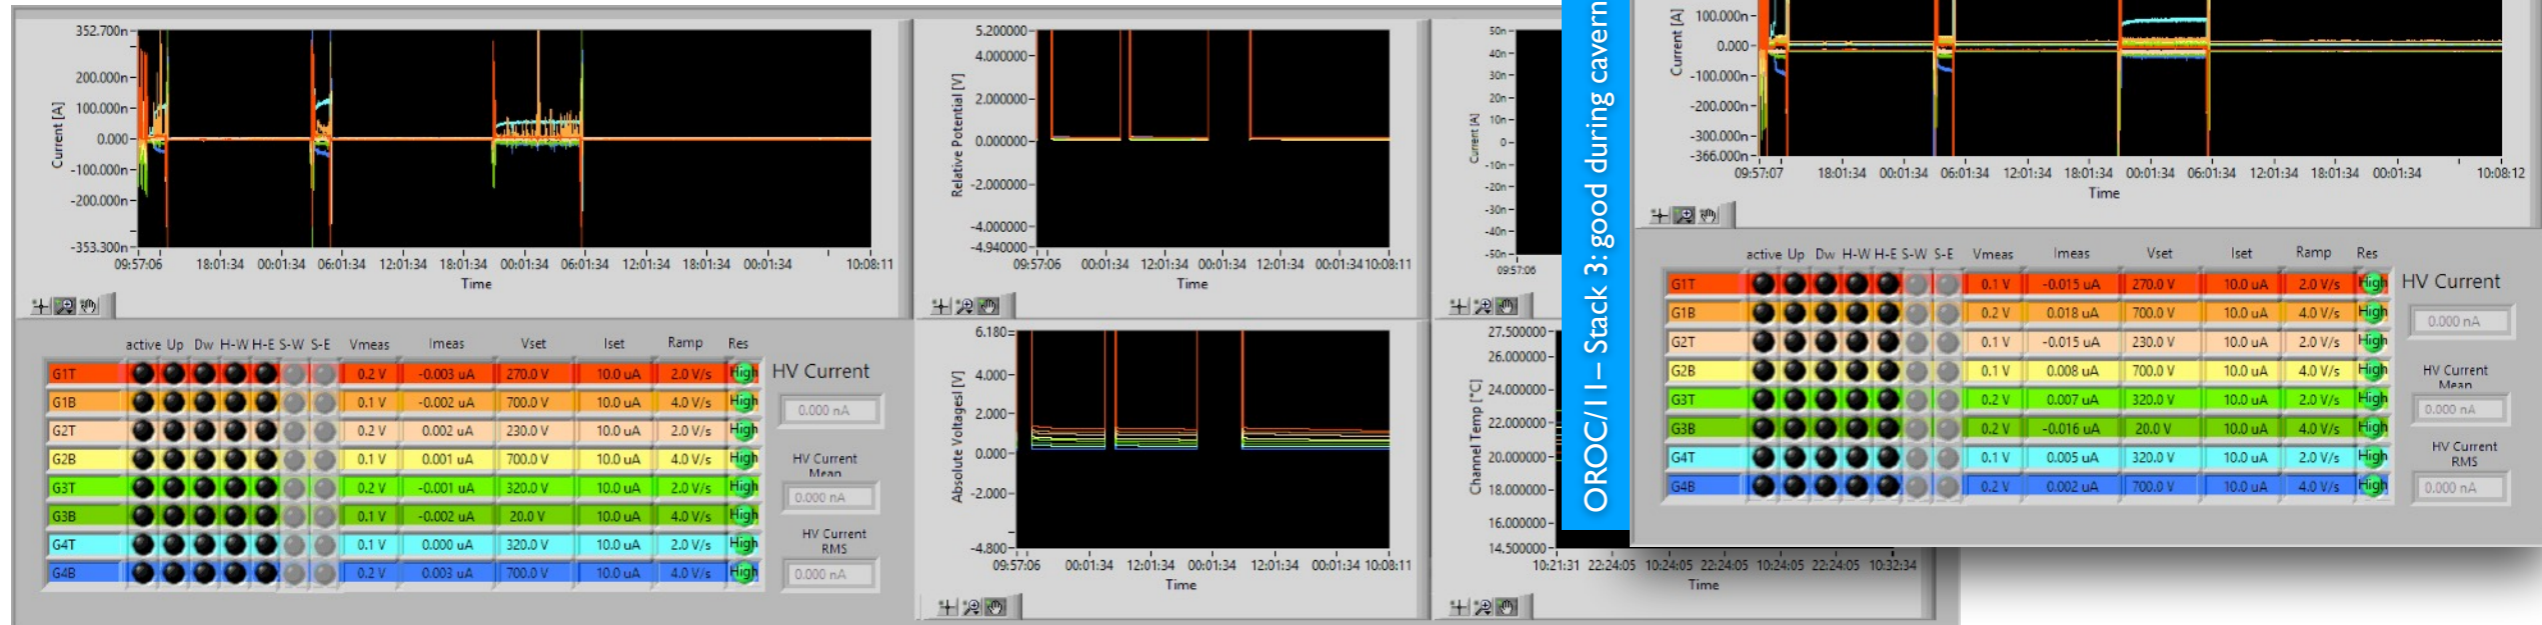 352.700n
200.000n
100.000n
0.000
-100.000n
-200.000n
-353.300n
Current [A]
09:57:06 18:01:34 00:01:34 06:01:34 12:01:34 18:01:34 00:01:34 06:01:34 12:01:34 18:01:34 00:01:34 10:08:11
Time
5.200000
4.000000
2.000000
0.000000
-2.000000
-4.000000
-4.940000
Relative Potential [V]
09:57:06 00:01:34 12:01:34 00:01:34 12:01:34 00:01:34 10:08:11
Time
50n
40n
30n
20n
10n
0
-10n
-20n
-30n
-40n
-50n
Current [A]
09:57:06
active Up Dw H-W H-E S-W S-E Vmeas Imeas Vset Iset Ramp Res
G1T 0.2 V -0.003 uA 270.0 V 10.0 uA 2.0 V/s High
G1B 0.1 V -0.002 uA 700.0 V 10.0 uA 4.0 V/s High
G2T 0.2 V 0.002 uA 230.0 V 10.0 uA 2.0 V/s High
G2B 0.1 V 0.001 uA 700.0 V 10.0 uA 4.0 V/s High
G3T 0.2 V -0.001 uA 320.0 V 10.0 uA 2.0 V/s High
G3B 0.1 V -0.002 uA 20.0 V 10.0 uA 4.0 V/s High
G4T 0.1 V 0.000 uA 320.0 V 10.0 uA 2.0 V/s High
G4B 0.2 V 0.003 uA 700.0 V 10.0 uA 4.0 V/s High
HV Current
0.000 nA
HV Current
Mean
0.000 nA
HV Current
RMS
0.000 nA
6.180
4.000
2.000
0.000
-2.000
-4.800
Absolute Voltages] [V]
09:57:06 00:01:34 12:01:34 00:01:34 12:01:34 00:01:34 10:08:11
Time
27.500000
26.000000
24.000000
22.000000
20.000000
18.000000
16.000000
14.500000
Channel Temp [°C]
10:21:31 22:24:05 10:24:05 22:24:05 10:24:05 22:24:05 10:32:34
Time
OROC/11 – Stack 3: good during cavern
100.000n
0.000
-100.000n
-200.000n
-300.000n
-366.000n
Current [A]
09:57:07 18:01:34 00:01:34 06:01:34 12:01:34 18:01:34 00:01:34 06:01:34 12:01:34 18:01:34 00:01:34 10:08:12
Time
active Up Dw H-W H-E S-W S-E Vmeas Imeas Vset Iset Ramp Res
G1T 0.1 V -0.015 uA 270.0 V 10.0 uA 2.0 V/s High
G1B 0.2 V 0.018 uA 700.0 V 10.0 uA 4.0 V/s High
G2T 0.1 V -0.015 uA 230.0 V 10.0 uA 2.0 V/s High
G2B 0.1 V 0.008 uA 700.0 V 10.0 uA 4.0 V/s High
G3T 0.2 V 0.007 uA 320.0 V 10.0 uA 2.0 V/s High
G3B 0.2 V -0.016 uA 20.0 V 10.0 uA 4.0 V/s High
G4T 0.1 V 0.005 uA 320.0 V 10.0 uA 2.0 V/s High
G4B 0.2 V 0.002 uA 700.0 V 10.0 uA 4.0 V/s High
HV Current
0.000 nA
HV Current
Mean
0.000 nA
HV Current
RMS
0.000 nA